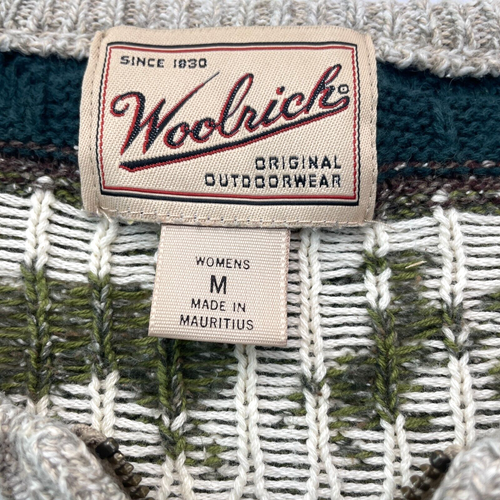 SINCE 1830
Woolrich®
ORIGINAL
OUTDOORWEAR
WOMENS
M
MADE IN
MAURITIUS